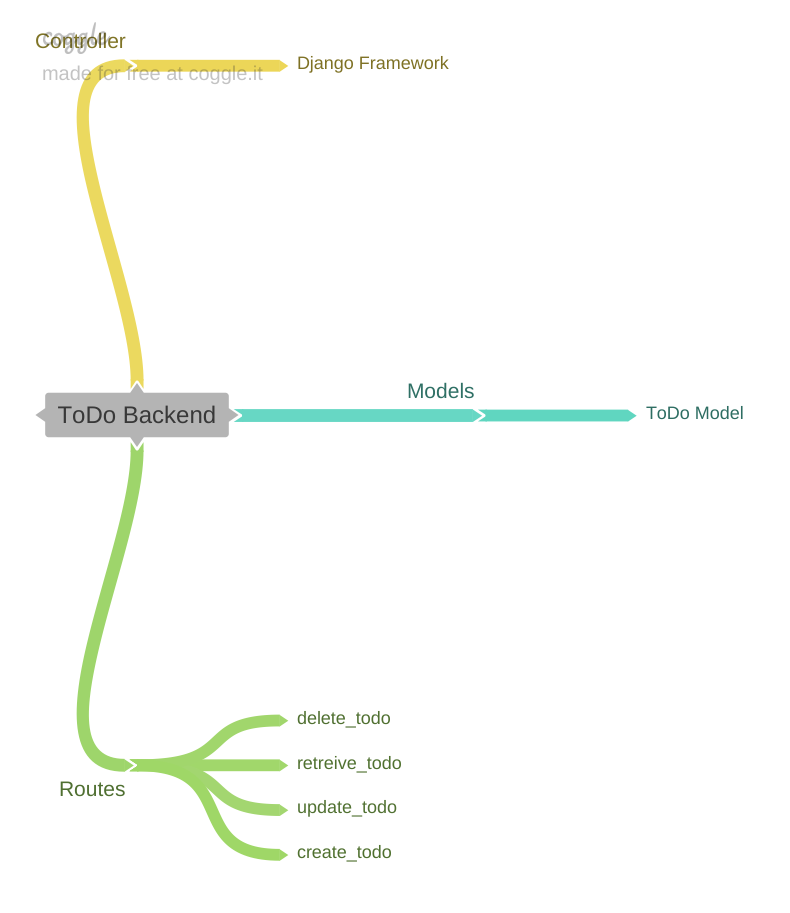 coggle
Controller
made for free at coggle.it
Django Framework
Models
ToDo Backend
ToDo Model
delete_todo
retreive_todo
Routes
update_todo
create_todo